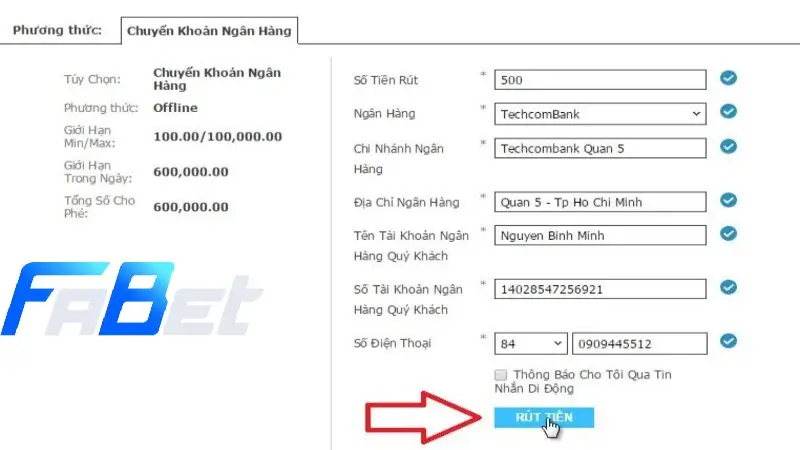 Phương thức: Chuyển Khoản Ngân Hàng
Tùy Chọn: Chuyển Khoản Ngân
Hàng
Phương thức: Offline
Giới Hạn
Min/Max: 100.00/100,000.00
Giới Hạn
Trong Ngày: 600,000.00
Tổng Số Cho
Phé: 600,000.00
FaBet
Số Tiền Rút * 500
Ngân Hàng * TechcomBank
Chi Nhánh Ngân * Techcombank Quan 5
Hàng
Địa Chỉ Ngân Hàng * Quan 5 - Tp Ho Chi Minh
Tên Tài Khoản Ngân * Nguyen Binh Minh
Hàng Quý Khách
Số Tài Khoản Ngân * 14028547256921
Hàng Quý Khách
Số Điện Thoại * 84 0909445512
Thông Báo Cho Tôi Qua Tin
Nhắn Di Động
RÚT TIỀN